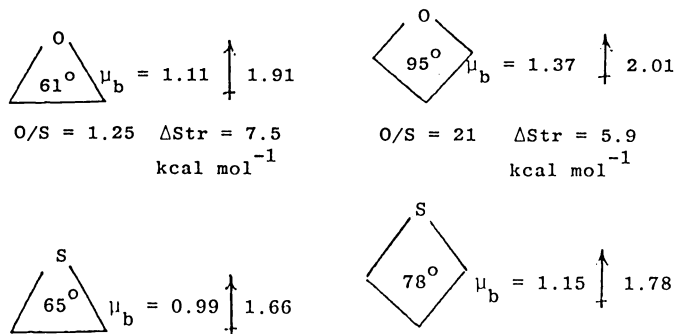 O O
61° μb = 1.11 1.91 95° μb = 1.37 2.01
O/S = 1.25 ΔStr = 7.5 O/S = 21 ΔStr = 5.9
kcal mol⁻¹ kcal mol⁻¹
S S
65° μb = 0.99 1.66 78° μb = 1.15 1.78